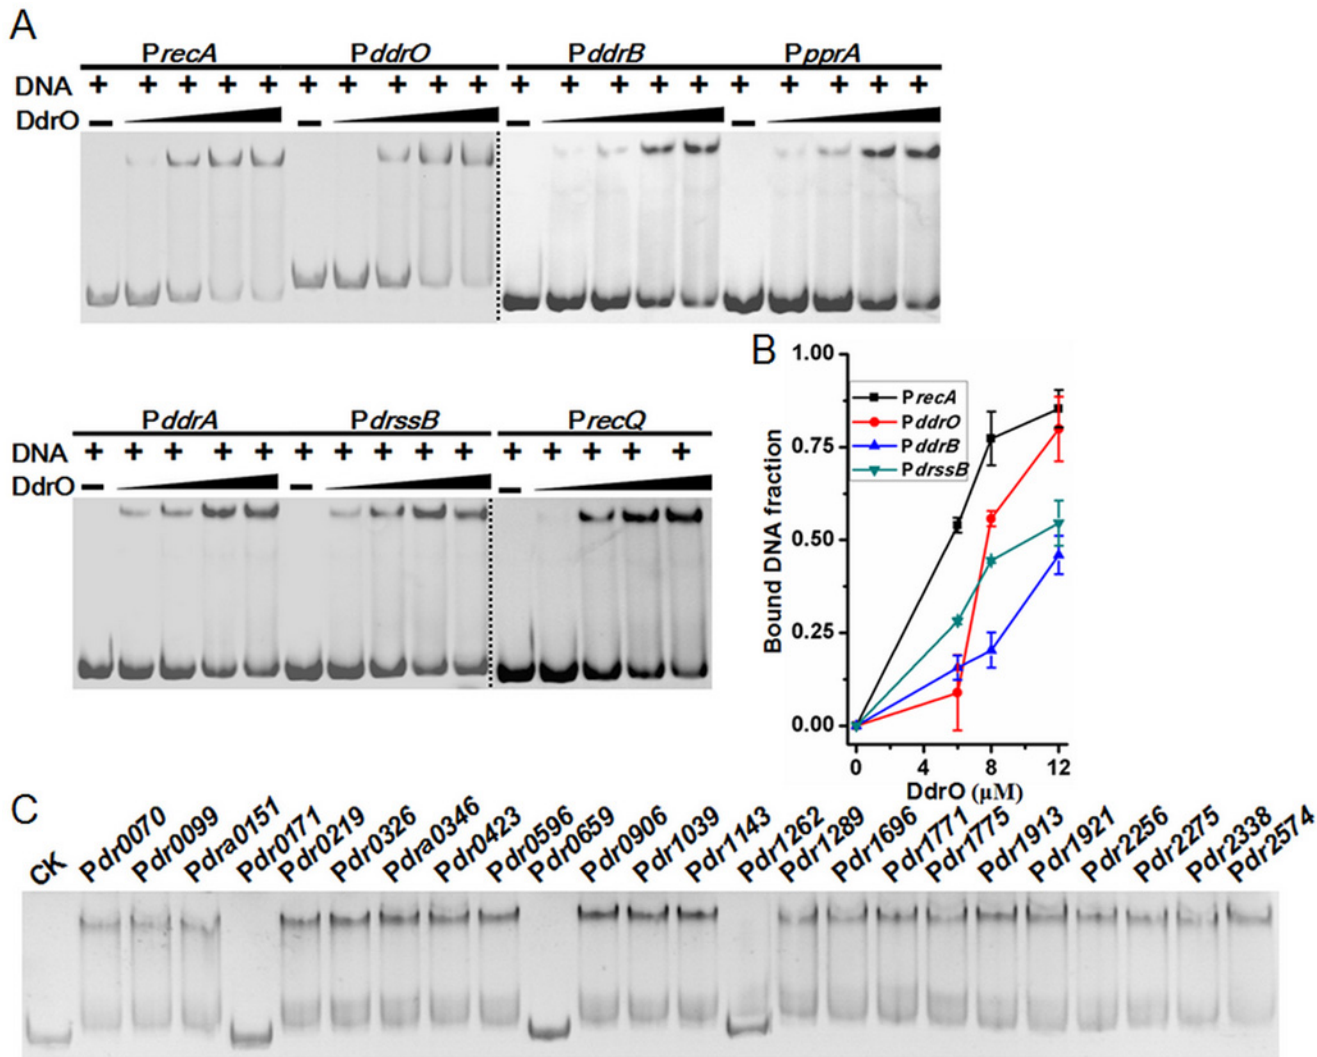 A
PrecA PddrO PddrB PpprA
DNA + + + + + + + + + + + + + + + + + + + +
DdrO – – – –
PddrA PdrssB PrecQ
DNA + + + + + + + + + + + + + + +
DdrO – – –
B
1.00
0.75
0.50
0.25
0.00
Bound DNA fraction
PrecA
PddrO
PddrB
PdrssB
0 4 8 12
DdrO (μM)
C
CK Pdr0070 Pdr0099 Pdra0151 Pdr0171 Pdr0219 Pdr0326 Pdra0346 Pdr0423 Pdr0596 Pdr0659 Pdr0906 Pdr1039 Pdr1143 Pdr1262 Pdr1289 Pdr1696 Pdr1771 Pdr1775 Pdr1913 Pdr1921 Pdr2256 Pdr2275 Pdr2338 Pdr2574